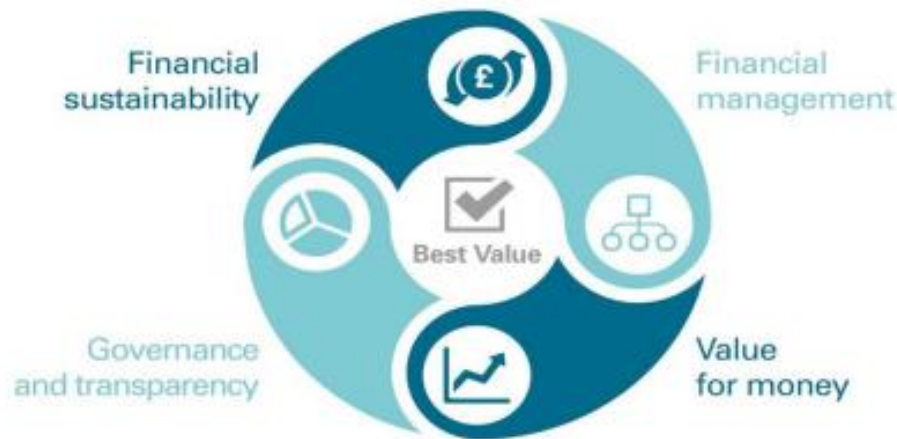 Financial
sustainability
Financial
management
£
Best Value
Governance
and transparency
Value
for money